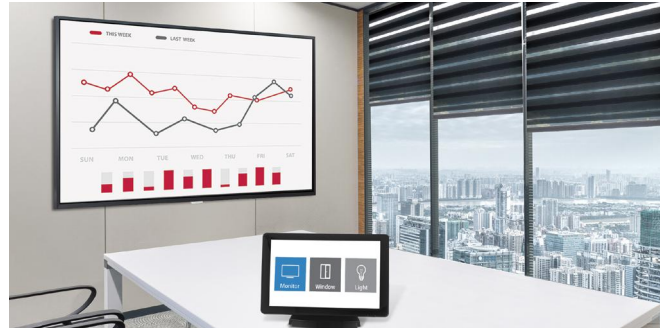 THIS WEEK
LAST WEEK
SUN MON TUE WED THU FRI SAT
Monitor Window Light